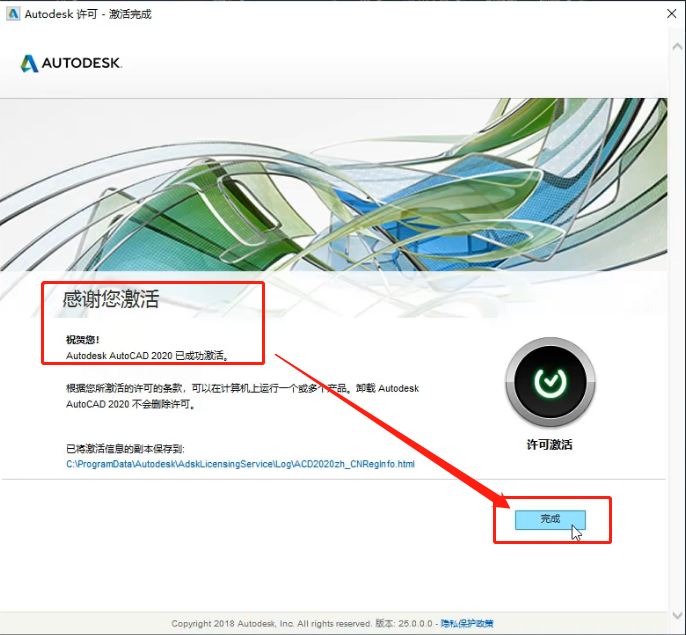 Autodesk 许可 - 激活完成
AUTODESK.
感谢您激活
祝贺您!
Autodesk AutoCAD 2020 已成功激活。
根据您所激活的许可的条款，可以在计算机上运行一个或多个产品。卸载 Autodesk
AutoCAD 2020 不会删除许可。
许可激活
已将激活信息的副本保存到:
C:\ProgramData\Autodesk\AdskLicensingService\Log\ACD2020zh_CNRegInfo.html
完成
Copyright 2018 Autodesk, Inc. All rights reserved. 版本: 25.0.0.0 - 隐私保护政策